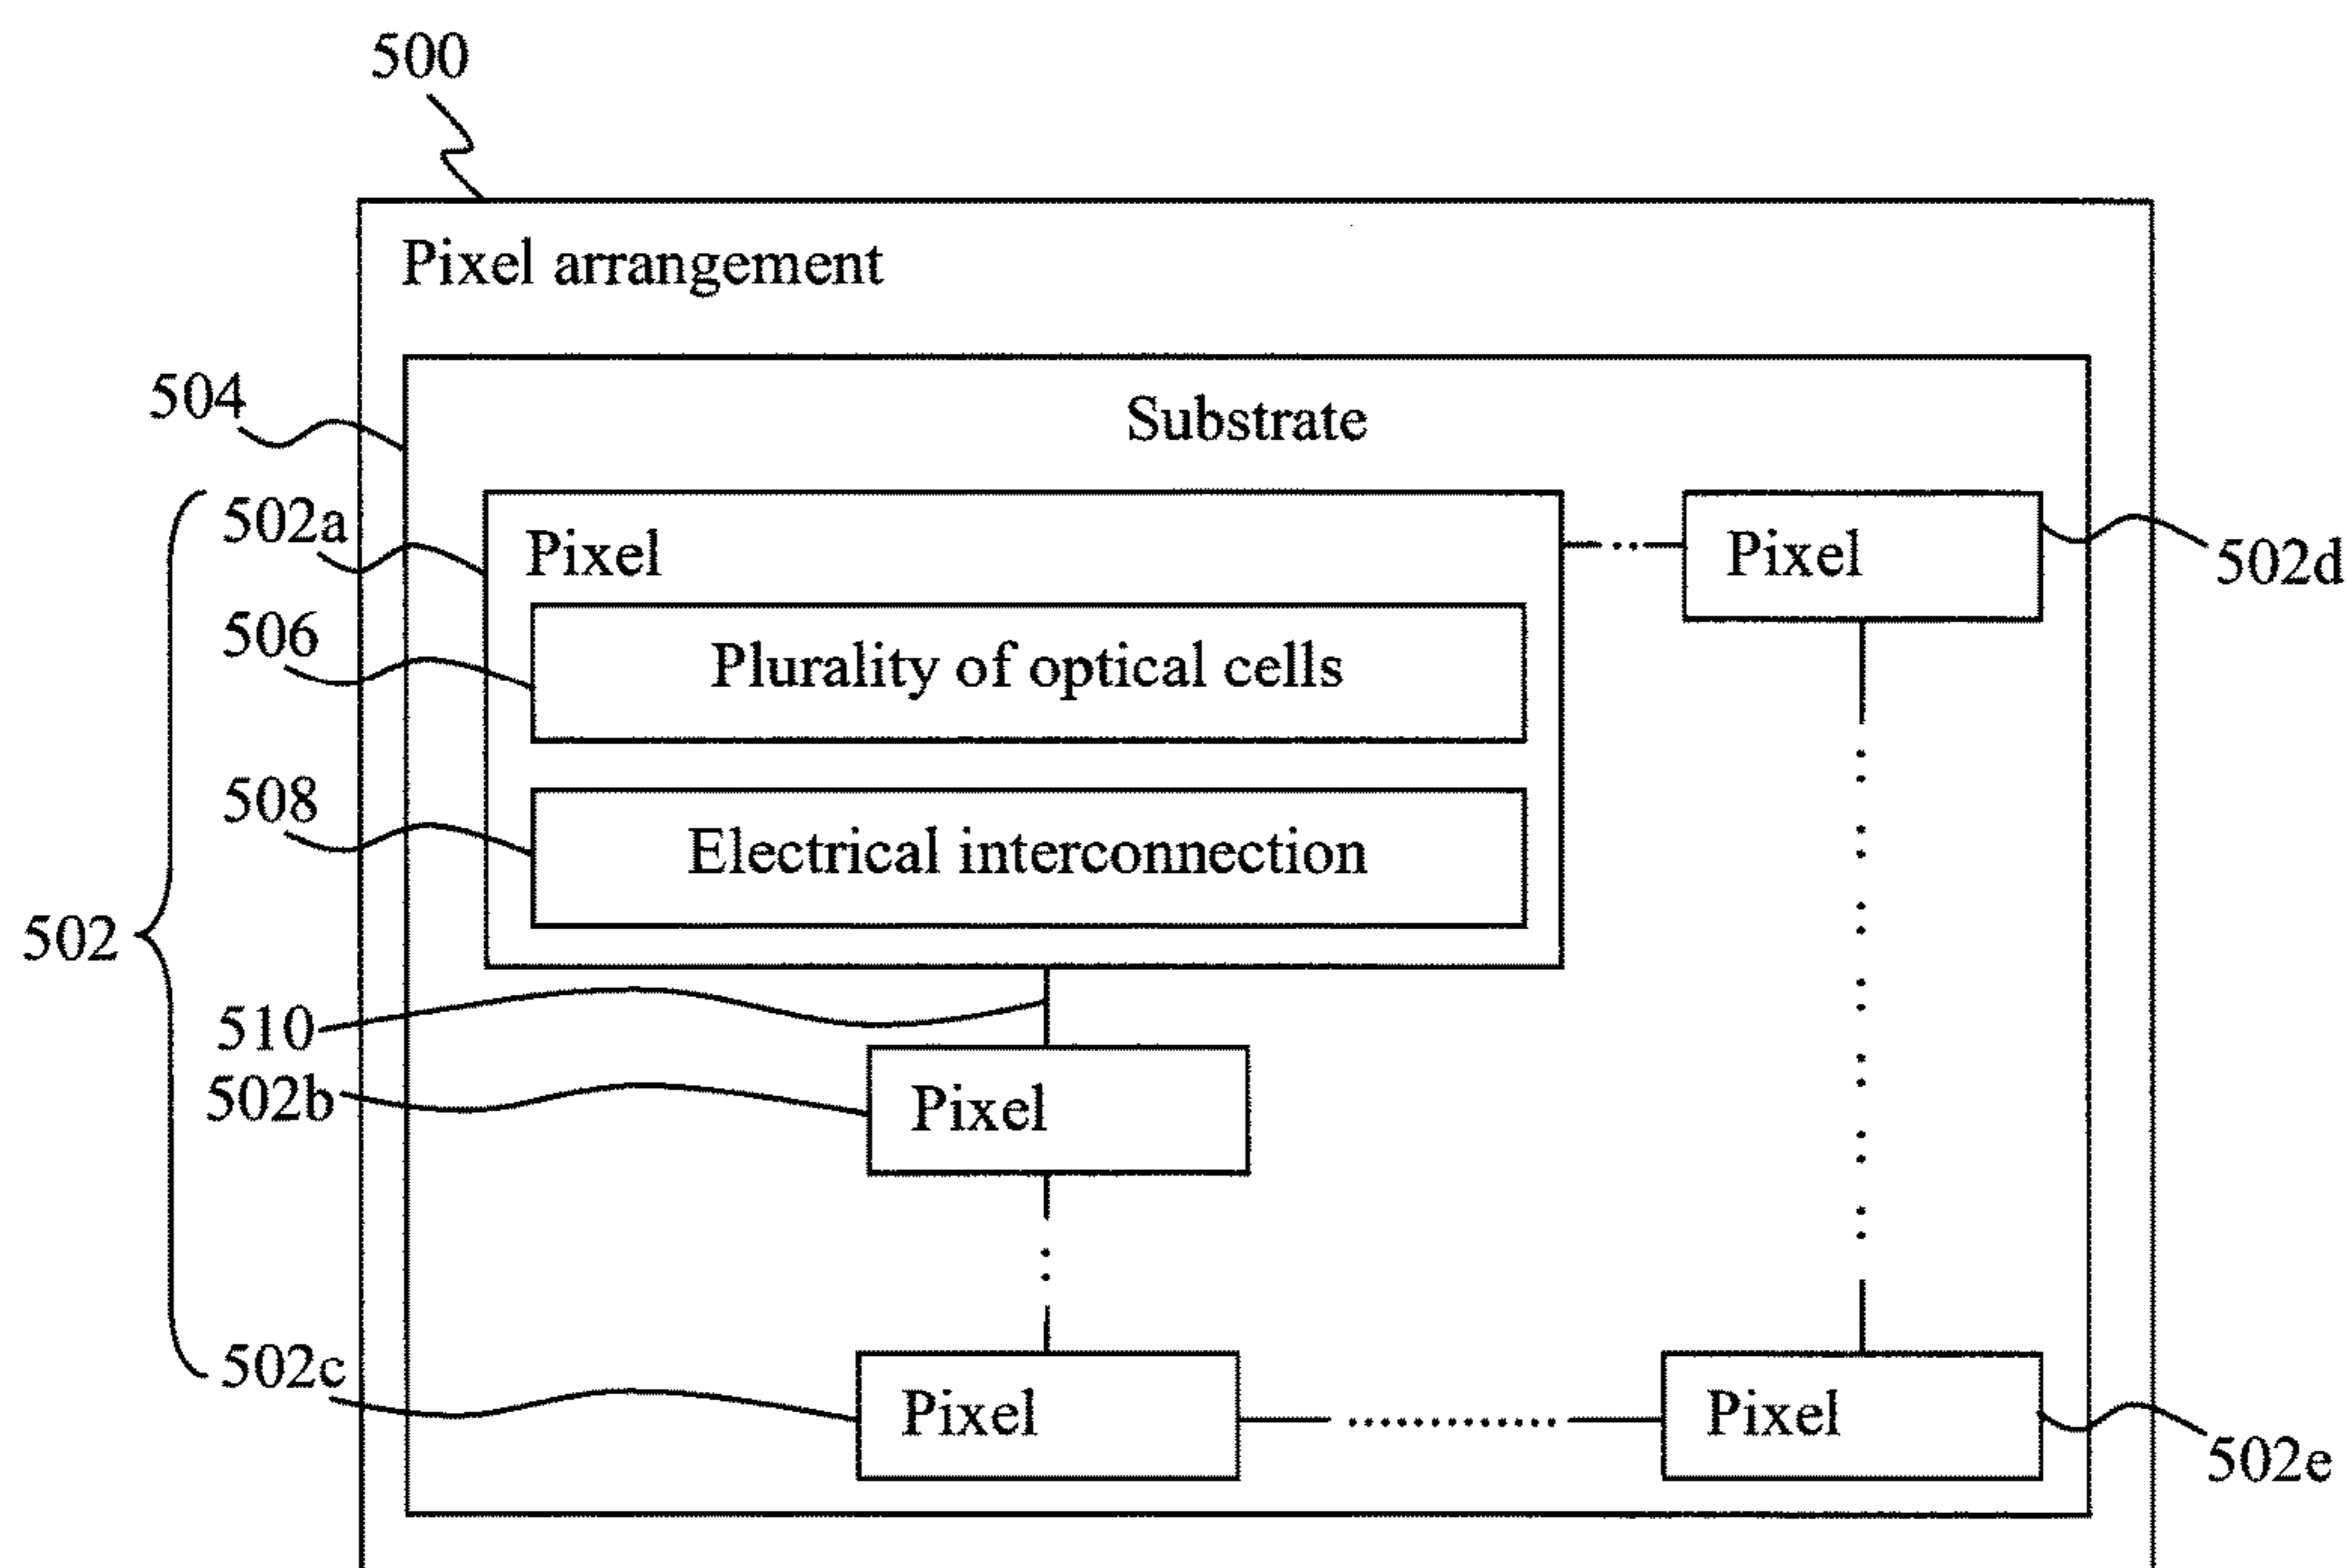 500
Pixel arrangement
504
Substrate
502a
Pixel
Pixel
502d
506
Plurality of optical cells
508
Electrical interconnection
502
510
502b
Pixel
502c
Pixel
Pixel
502e